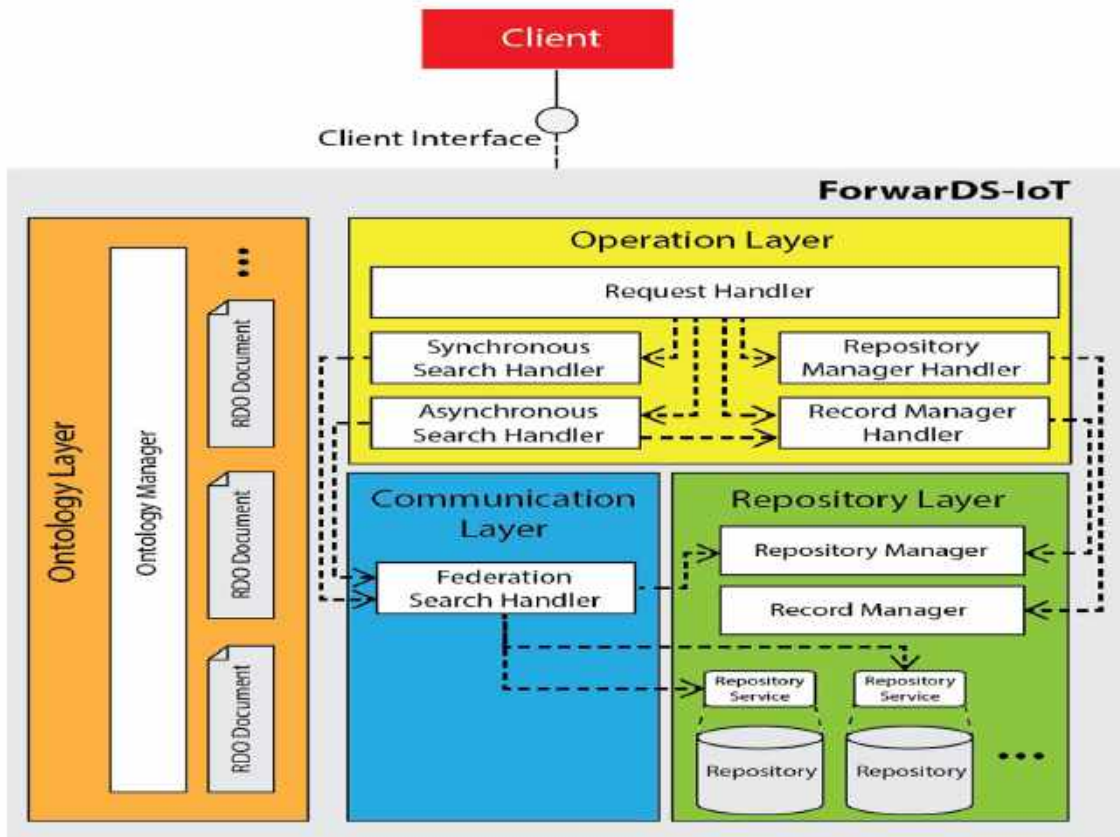 Client
Client Interface
ForwarDS-IoT
Ontology Layer
Ontology Manager
...
RDO Document
RDO Document
RDO Document
Operation Layer
Request Handler
Synchronous
Search Handler
Repository
Manager Handler
Asynchronous
Search Handler
Record Manager
Handler
Communication
Layer
Federation
Search Handler
Repository Layer
Repository Manager
Record Manager
Repository
Service
Repository
Service
Repository
Repository
...